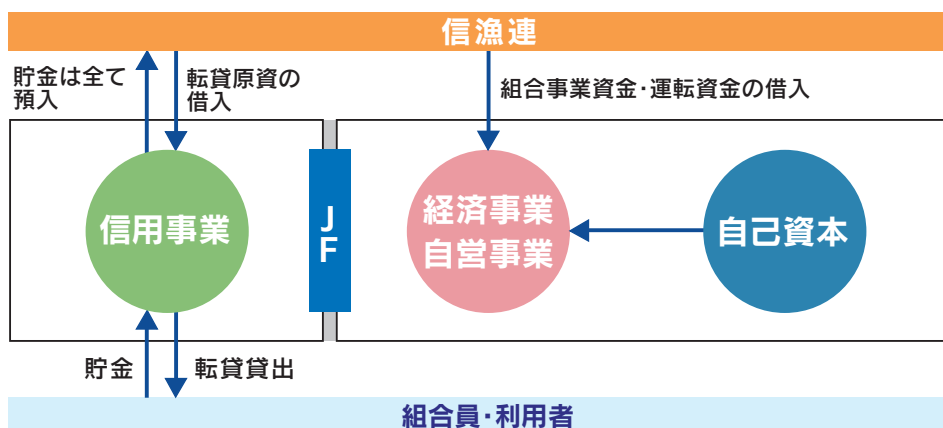 信漁連
貯金は全て
預入
転貸原資の
借入
組合事業資金・運転資金の借入
信用事業
JF
経済事業
自営事業
自己資本
貯金
転貸貸出
組合員・利用者